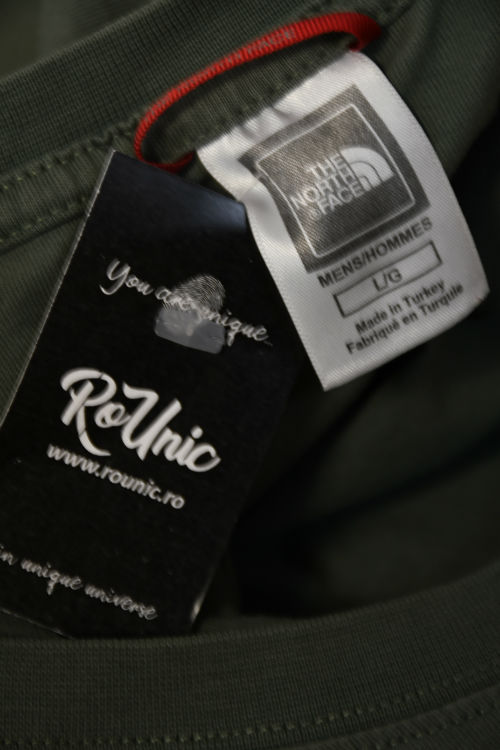 THE
NORTH
FACE
MENS/HOMMES
L/G
Made in Turkey
Fabriqué en Turquie
You are unique
RoUnic
www.rounic.ro
in unique universe